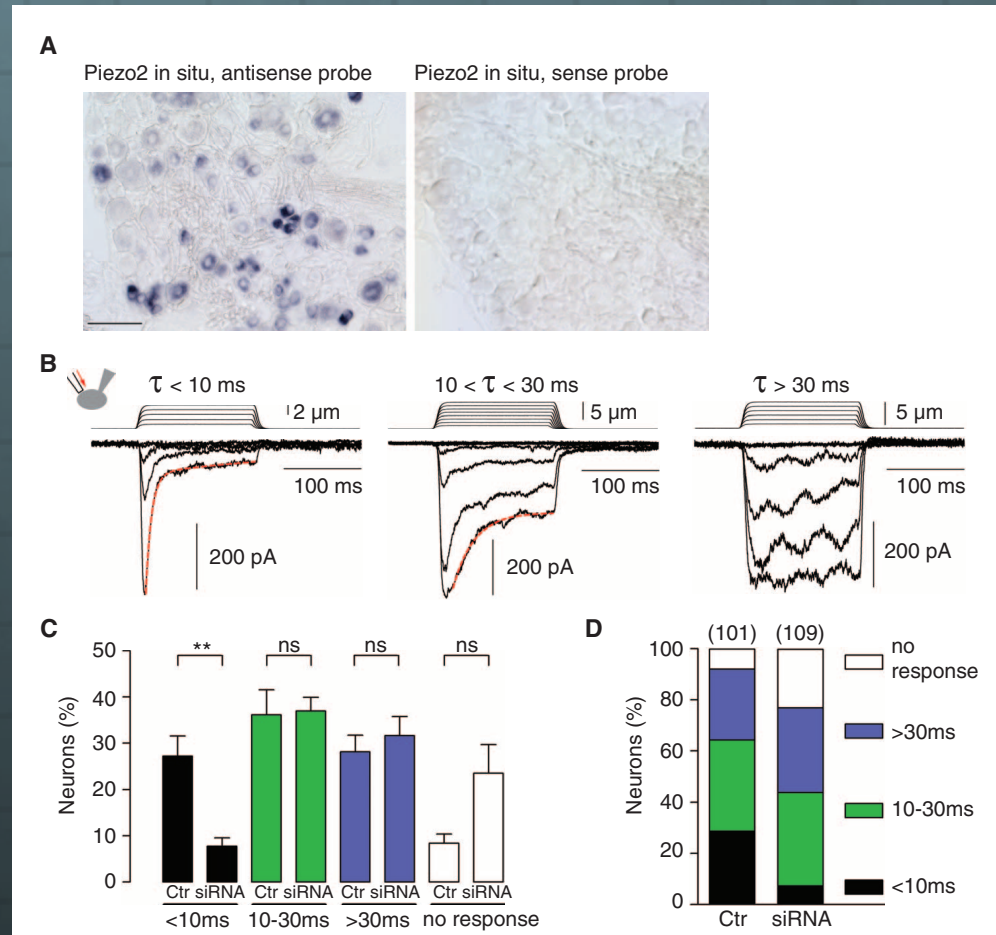 A
Piezo2 in situ, antisense probe
Piezo2 in situ, sense probe
B
τ < 10 ms
10 < τ < 30 ms
τ > 30 ms
2 µm
5 µm
5 µm
100 ms
100 ms
100 ms
200 pA
200 pA
200 pA
C
50
40
30
20
10
0
Neurons (%)
**
ns
ns
ns
Ctr siRNA
Ctr siRNA
Ctr siRNA
Ctr siRNA
<10ms
10-30ms
>30ms
no response
D
(101)
(109)
100
80
60
40
20
0
Neurons (%)
Ctr
siRNA
no
response
>30ms
10-30ms
<10ms